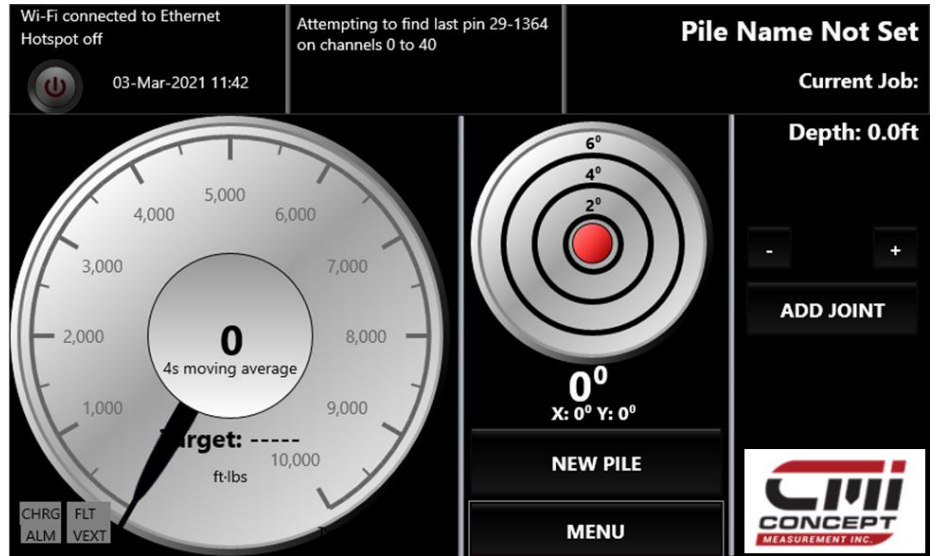 Wi-Fi connected to Ethernet
Hotspot off
03-Mar-2021 11:42
Attempting to find last pin 29-1364
on channels 0 to 40
Pile Name Not Set
Current Job:
5,000
4,000
6,000
3,000
7,000
2,000
8,000
1,000
9,000
10,000
0
4s moving average
Target: -----
ft·lbs
CHRG FLT
ALM VEXT
6⁰
4⁰
2⁰
0⁰
X: 0⁰ Y: 0⁰
NEW PILE
MENU
Depth: 0.0ft
- +
ADD JOINT
CMI
CONCEPT
MEASUREMENT INC.